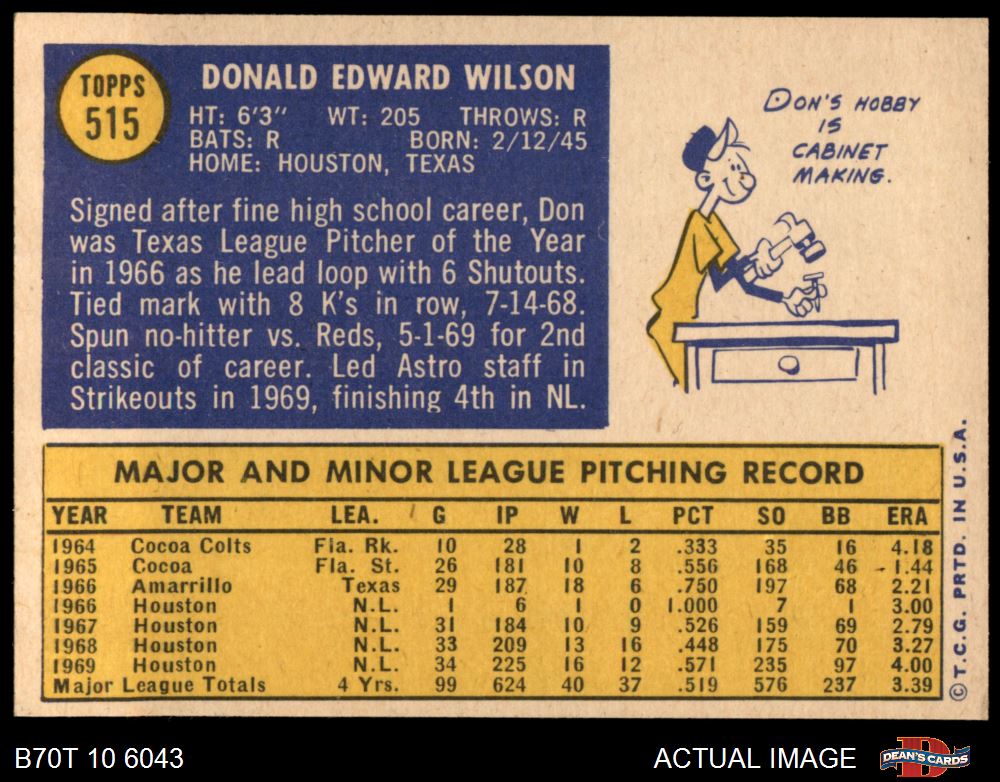 TOPPS
515
DONALD EDWARD WILSON
HT: 6'3" WT: 205 THROWS: R
BATS: R BORN: 2/12/45
HOME: HOUSTON, TEXAS
Signed after fine high school career, Don
was Texas League Pitcher of the Year
in 1966 as he lead loop with 6 Shutouts.
Tied mark with 8 K's in row, 7-14-68.
Spun no-hitter vs. Reds, 5-1-69 for 2nd
classic of career. Led Astro staff in
Strikeouts in 1969, finishing 4th in NL.
DON'S HOBBY
IS
CABINET
MAKING.
MAJOR AND MINOR LEAGUE PITCHING RECORD
YEAR TEAM LEA. G IP W L PCT SO BB ERA
1964 Cocoa Colts Fla. Rk. 10 28 1 2 .333 35 16 4.18
1965 Cocoa Fla. St. 26 181 10 8 .556 168 46 1.44
1966 Amarrillo Texas 29 187 18 6 .750 197 68 2.21
1966 Houston N.L. 1 6 1 0 1.000 7 1 3.00
1967 Houston N.L. 31 184 10 9 .526 159 69 2.79
1968 Houston N.L. 33 209 13 16 .448 175 70 3.27
1969 Houston N.L. 34 225 16 12 .571 235 97 4.00
Major League Totals 4 Yrs. 99 624 40 37 .519 576 237 3.39
© T.C.G. PRTD. IN U.S.A.
B70T 10 6043
ACTUAL IMAGE
DEAN'S CARDS